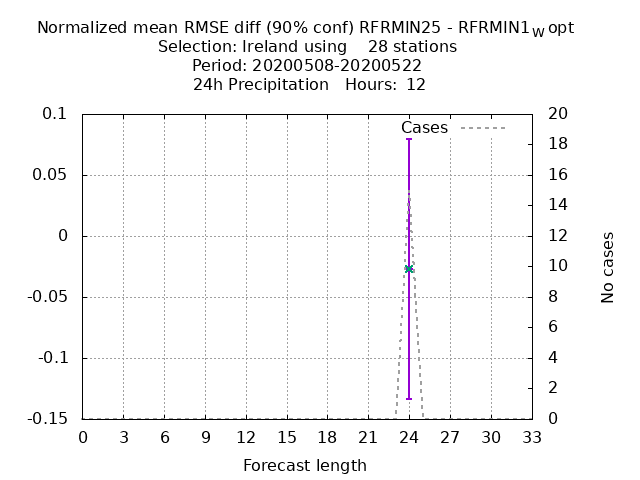 Normalized mean RMSE diff (90% conf) RFRMIN25 - RFRMIN1w opt
Selection: Ireland using 28 stations
Period: 20200508-20200522
24h Precipitation Hours: 12
Cases
0.1
0.05
0
-0.05
-0.1
-0.15
20
18
16
14
12
10
8
6
4
2
0
No cases
0 3 6 9 12 15 18 21 24 27 30 33
Forecast length